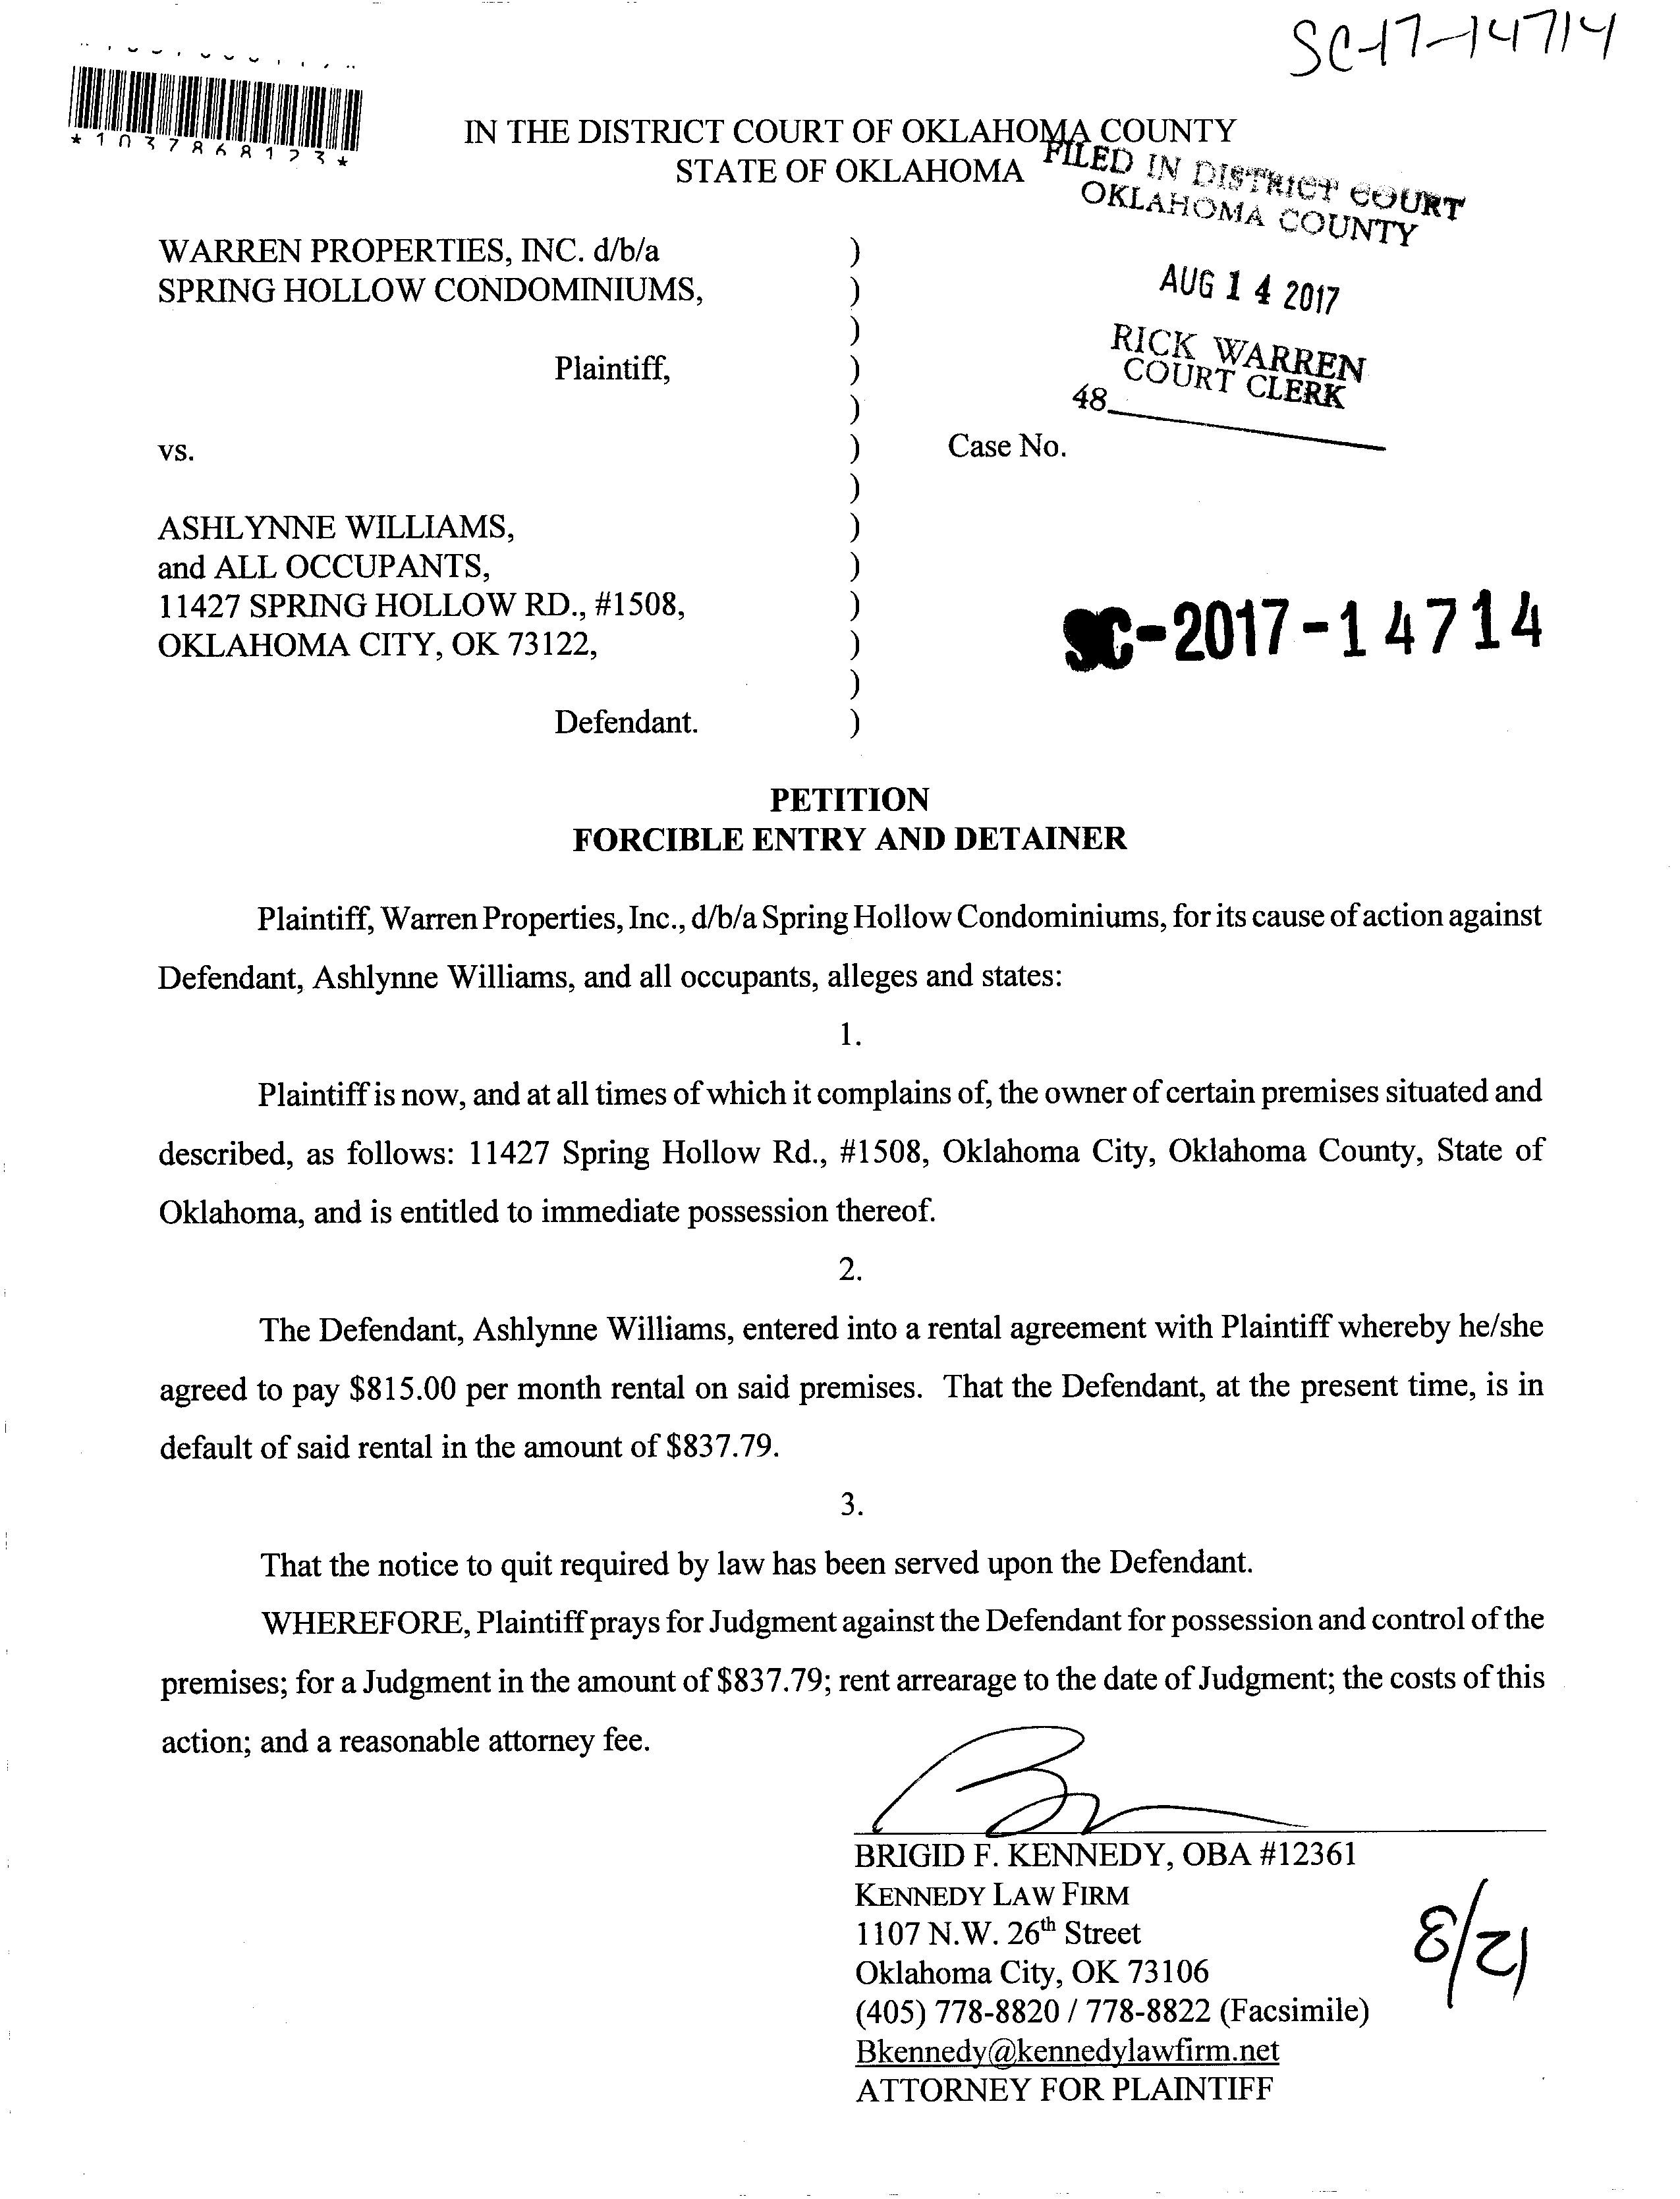 SC-17-14714
*1037868123*
IN THE DISTRICT COURT OF OKLAHOMA COUNTY
STATE OF OKLAHOMA
FILED IN DISTRICT COURT
OKLAHOMA COUNTY
AUG 14 2017
RICK WARREN
COURT CLERK
48
WARREN PROPERTIES, INC. d/b/a )
SPRING HOLLOW CONDOMINIUMS, )
)
Plaintiff, )
)
vs. ) Case No.
)
ASHLYNNE WILLIAMS, )
and ALL OCCUPANTS, )
11427 SPRING HOLLOW RD., #1508, ) SC-2017-14714
OKLAHOMA CITY, OK 73122, )
)
Defendant. )
PETITION
FORCIBLE ENTRY AND DETAINER
Plaintiff, Warren Properties, Inc., d/b/a Spring Hollow Condominiums, for its cause of action against
Defendant, Ashlynne Williams, and all occupants, alleges and states:
1.
Plaintiff is now, and at all times of which it complains of, the owner of certain premises situated and
described, as follows: 11427 Spring Hollow Rd., #1508, Oklahoma City, Oklahoma County, State of
Oklahoma, and is entitled to immediate possession thereof.
2.
The Defendant, Ashlynne Williams, entered into a rental agreement with Plaintiff whereby he/she
agreed to pay $815.00 per month rental on said premises. That the Defendant, at the present time, is in
default of said rental in the amount of $837.79.
3.
That the notice to quit required by law has been served upon the Defendant.
WHEREFORE, Plaintiff prays for Judgment against the Defendant for possession and control of the
premises; for a Judgment in the amount of $837.79; rent arrearage to the date of Judgment; the costs of this
action; and a reasonable attorney fee.
BRIGID F. KENNEDY, OBA #12361
KENNEDY LAW FIRM
1107 N.W. 26th Street
Oklahoma City, OK 73106
(405) 778-8820 / 778-8822 (Facsimile)
Bkennedy@kennedylawfirm.net
ATTORNEY FOR PLAINTIFF
8/21